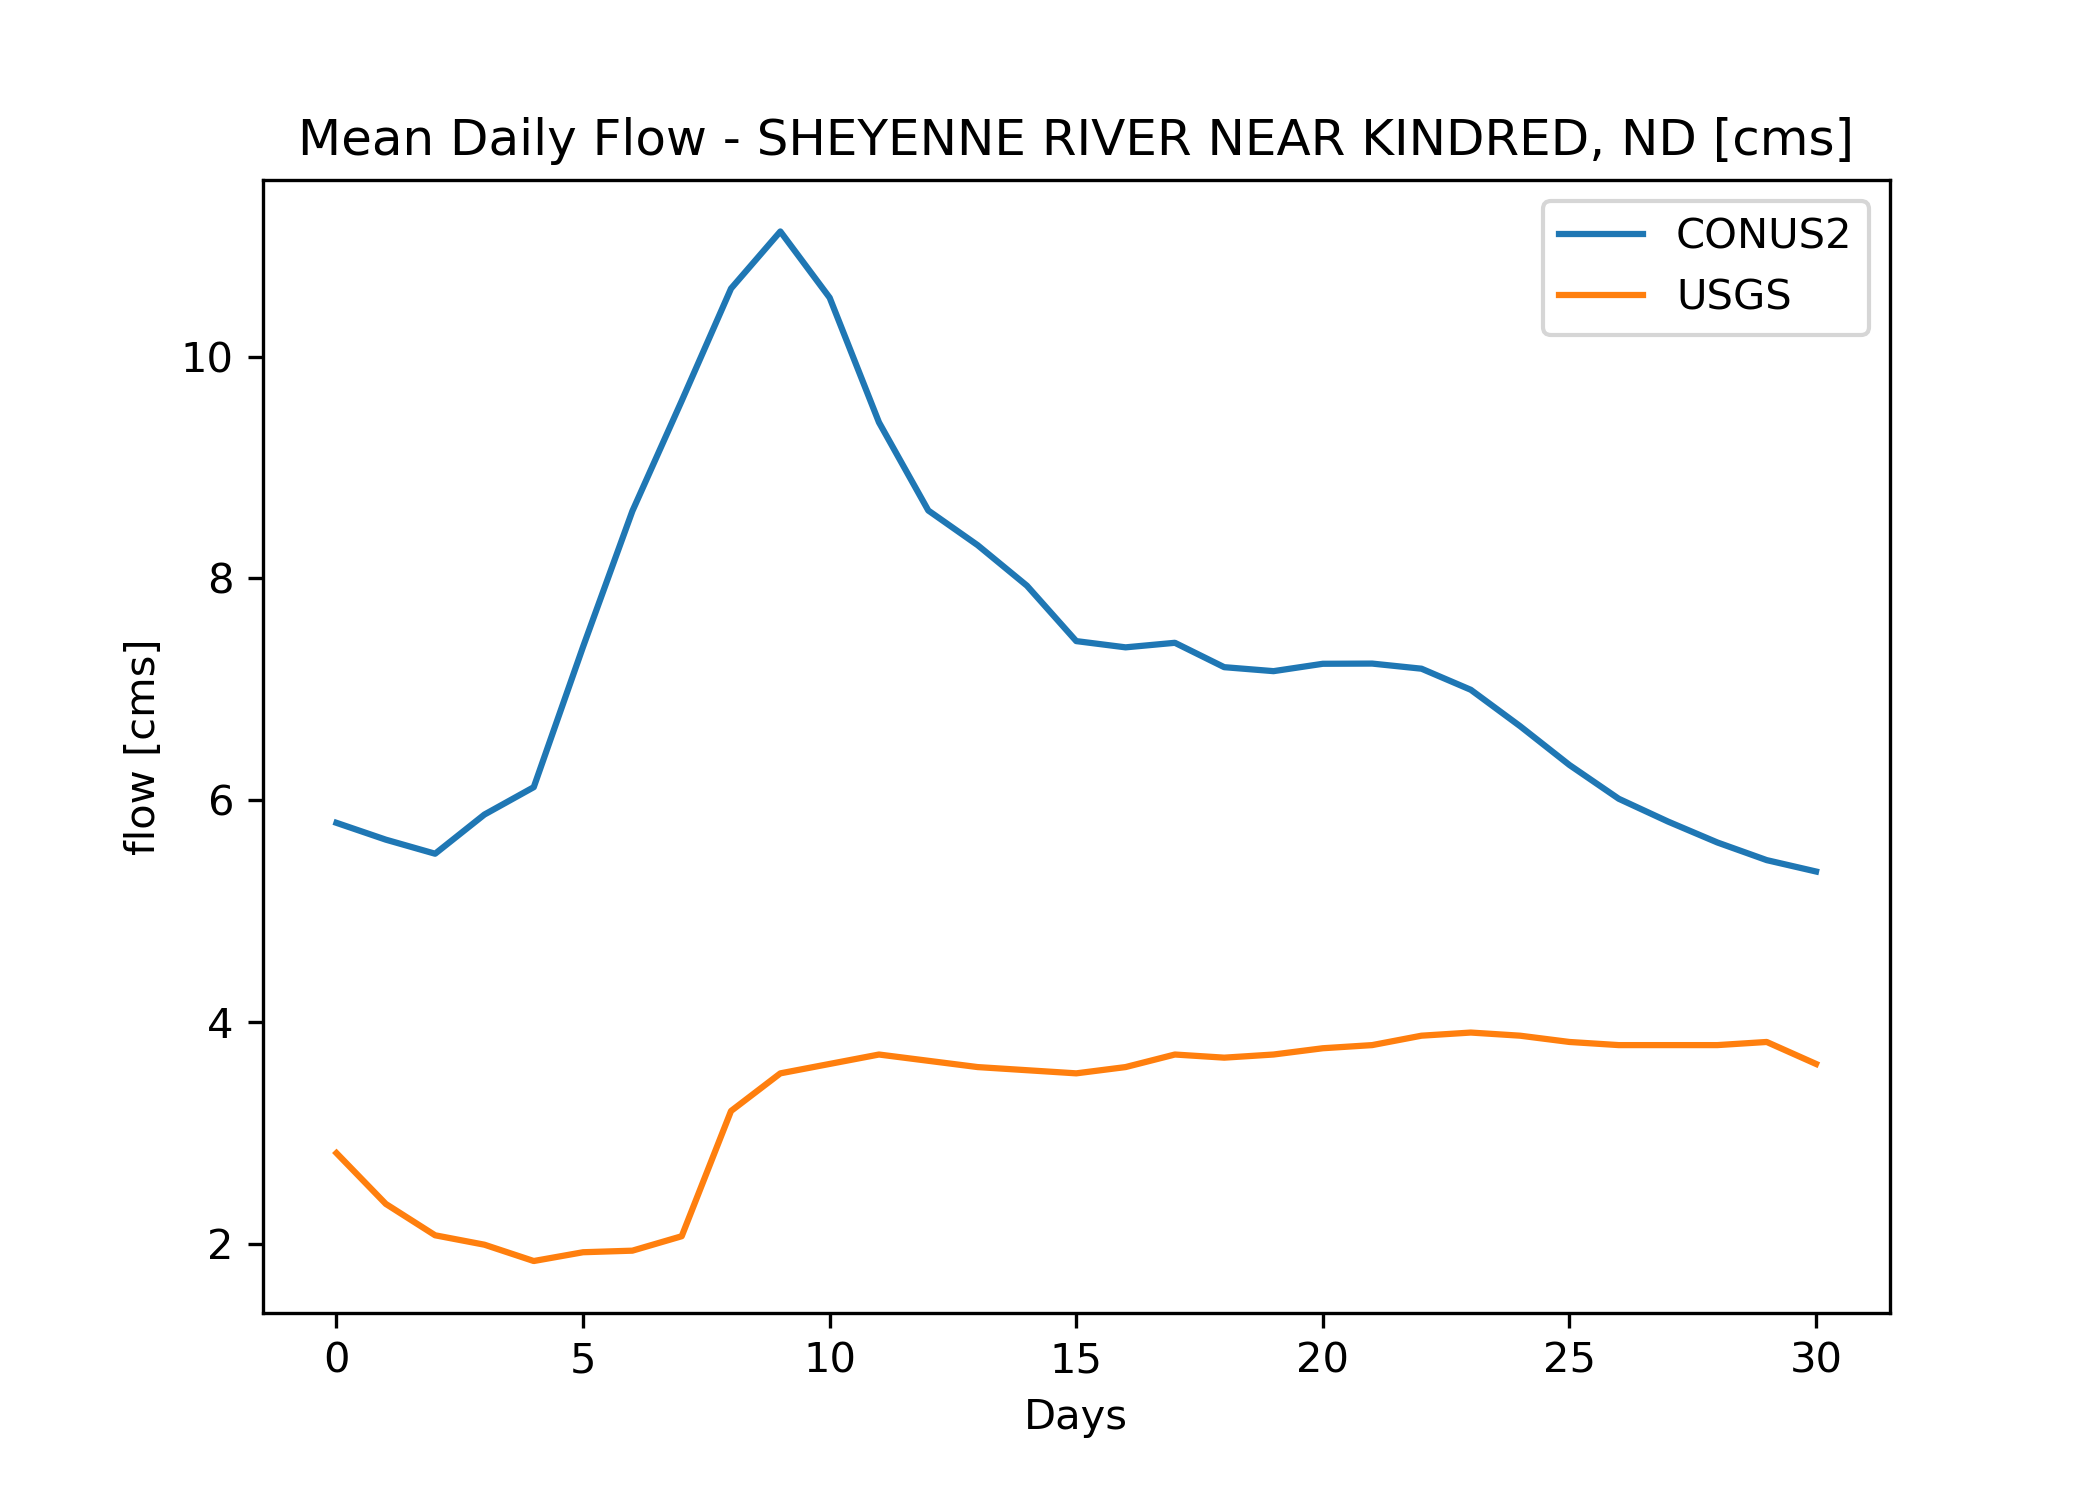 Mean Daily Flow - SHEYENNE RIVER NEAR KINDRED, ND [cms]
CONUS2
USGS
flow [cms]
10
8
6
4
2
0 5 10 15 20 25 30
Days